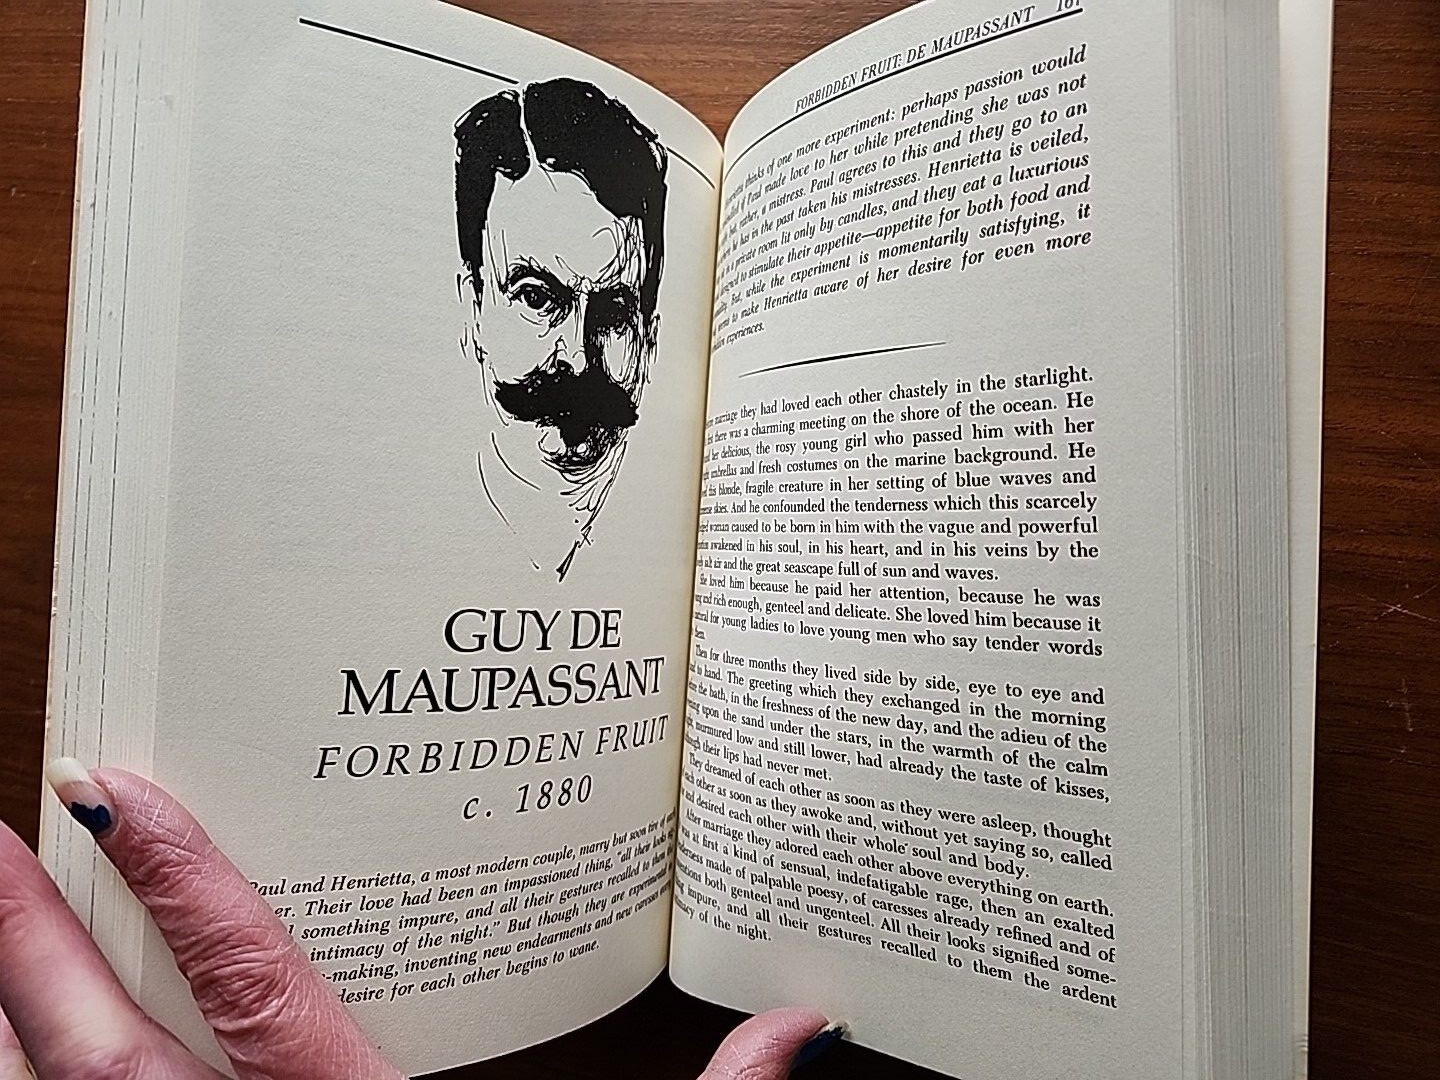 GUY DE
MAUPASSANT
FORBIDDEN FRUIT
c. 1880
Paul and Henrietta, a most modern couple, marry but soon tire of
er. Their love had been an impassioned thing, "all their looks
something impure, and all their gestures recalled to them
intimacy of the night." But though they are experimental
-making, inventing new endearments and new caresses
desire for each other begins to wane.
FORBIDDEN FRUIT: DE MAUPASSANT 167
thinks of one more experiment: perhaps passion would
if Paul made love to her while pretending she was not
but, rather, a mistress. Paul agrees to this and they go to an
where he has in the past taken his mistresses. Henrietta is veiled,
in a private room lit only by candles, and they eat a luxurious
designed to stimulate their appetite—appetite for both food and
But, while the experiment is momentarily satisfying, it
seems to make Henrietta aware of her desire for even more
experiences.
marriage they had loved each other chastely in the starlight.
first there was a charming meeting on the shore of the ocean. He
her delicious, the rosy young girl who passed him with her
umbrellas and fresh costumes on the marine background. He
this blonde, fragile creature in her setting of blue waves and
skies. And he confounded the tenderness which this scarcely
woman caused to be born in him with the vague and powerful
awakened in his soul, in his heart, and in his veins by the
salt air and the great seascape full of sun and waves.
She loved him because he paid her attention, because he was
and rich enough, genteel and delicate. She loved him because it
for young ladies to love young men who say tender words
Then for three months they lived side by side, eye to eye and
to hand. The greeting which they exchanged in the morning
the bath, in the freshness of the new day, and the adieu of the
upon the sand under the stars, in the warmth of the calm
murmured low and still lower, had already the taste of kisses,
their lips had never met.
They dreamed of each other as soon as they were asleep, thought
each other as soon as they awoke and, without yet saying so, called
and desired each other with their whole soul and body.
After marriage they adored each other above everything on earth.
was at first a kind of sensual, indefatigable rage, then an exalted
made of palpable poesy, of caresses already refined and of
both genteel and ungenteel. All their looks signified some-
impure, and all their gestures recalled to them the ardent
of the night.